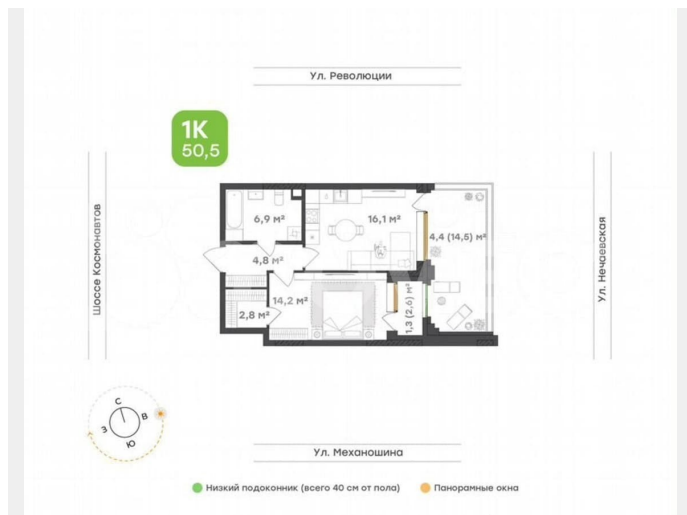 Ул. Революции
1К
50,5
Шоссе Космонавтов
6,9 м²
16,1 м²
4,4 (14,5) м²
4,8 м²
14,2 м²
2,8 м²
1,3 (2,6) м²
Ул. Нечаевская
С
В
З
Ю
Ул. Механошина
Низкий подоконник (всего 40 см от пола)
Панорамные окна